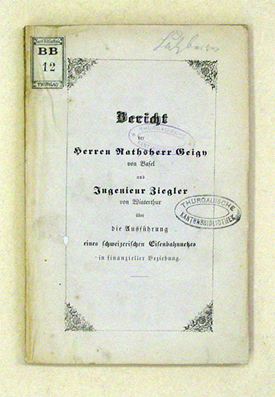 BB
12
Bericht
der
Herren Rathsherr Geigy
von Basel
und
Ingenieur Ziegler
von Winterthur
über
die Ausführung
eines schweizerischen Eisenbahnnetzes
in finanzieller Beziehung.
THURGAUISCHE
KANTONSBIBLIOTHEK